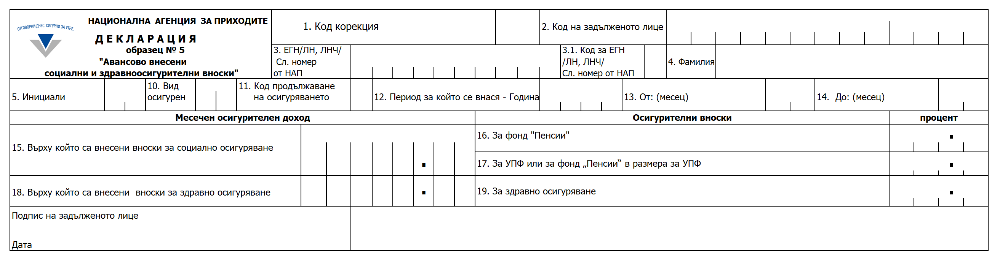 ОТГОВОРНИ ДНЕС. СИГУРНИ ЗА УТРЕ.
НАЦИОНАЛНА АГЕНЦИЯ ЗА ПРИХОДИТЕ
ДЕКЛАРАЦИЯ
образец № 5
"Авансово внесени
социални и здравноосигурителни вноски"
1. Код корекция
2. Код на задълженото лице
3. ЕГН/ЛН, ЛНЧ/
Сл. номер
от НАП
3.1. Код за ЕГН
/ЛН, ЛНЧ/
Сл. номер от НАП
4. Фамилия
5. Инициали
10. Вид
осигурен
11. Код продължаване
на осигуряването
12. Период за който се внася - Година
13. От: (месец)
14. До: (месец)
Месечен осигурителен доход
Осигурителни вноски
процент
15. Върху който са внесени вноски за социално осигуряване
16. За фонд "Пенсии"
17. За УПФ или за фонд „Пенсии“ в размера за УПФ
18. Върху който са внесени вноски за здравно осигуряване
19. За здравно осигуряване
Подпис на задълженото лице
Дата